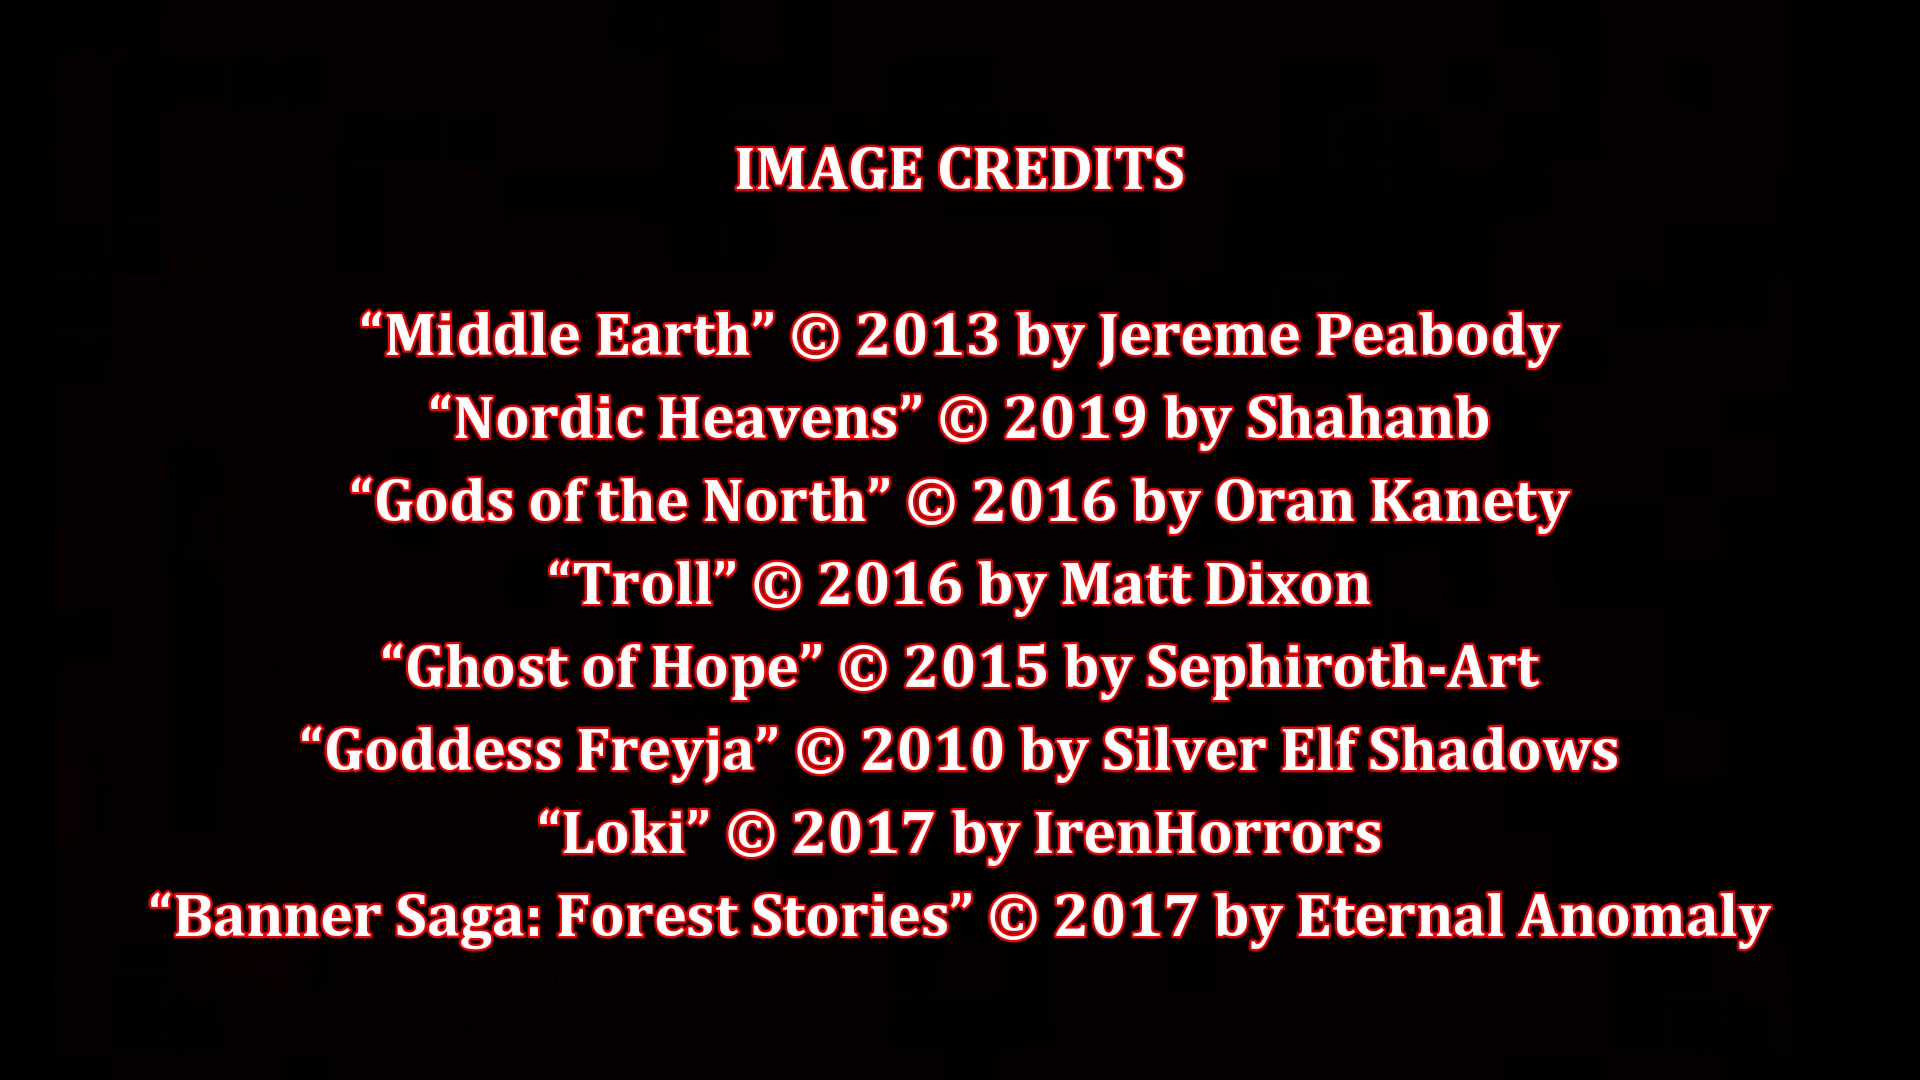 IMAGE CREDITS
“Middle Earth” © 2013 by Jereme Peabody
“Nordic Heavens” © 2019 by Shahanb
“Gods of the North” © 2016 by Oran Kanety
“Troll” © 2016 by Matt Dixon
“Ghost of Hope” © 2015 by Sephiroth-Art
“Goddess Freyja” © 2010 by Silver Elf Shadows
“Loki” © 2017 by IrenHorrors
“Banner Saga: Forest Stories” © 2017 by Eternal Anomaly